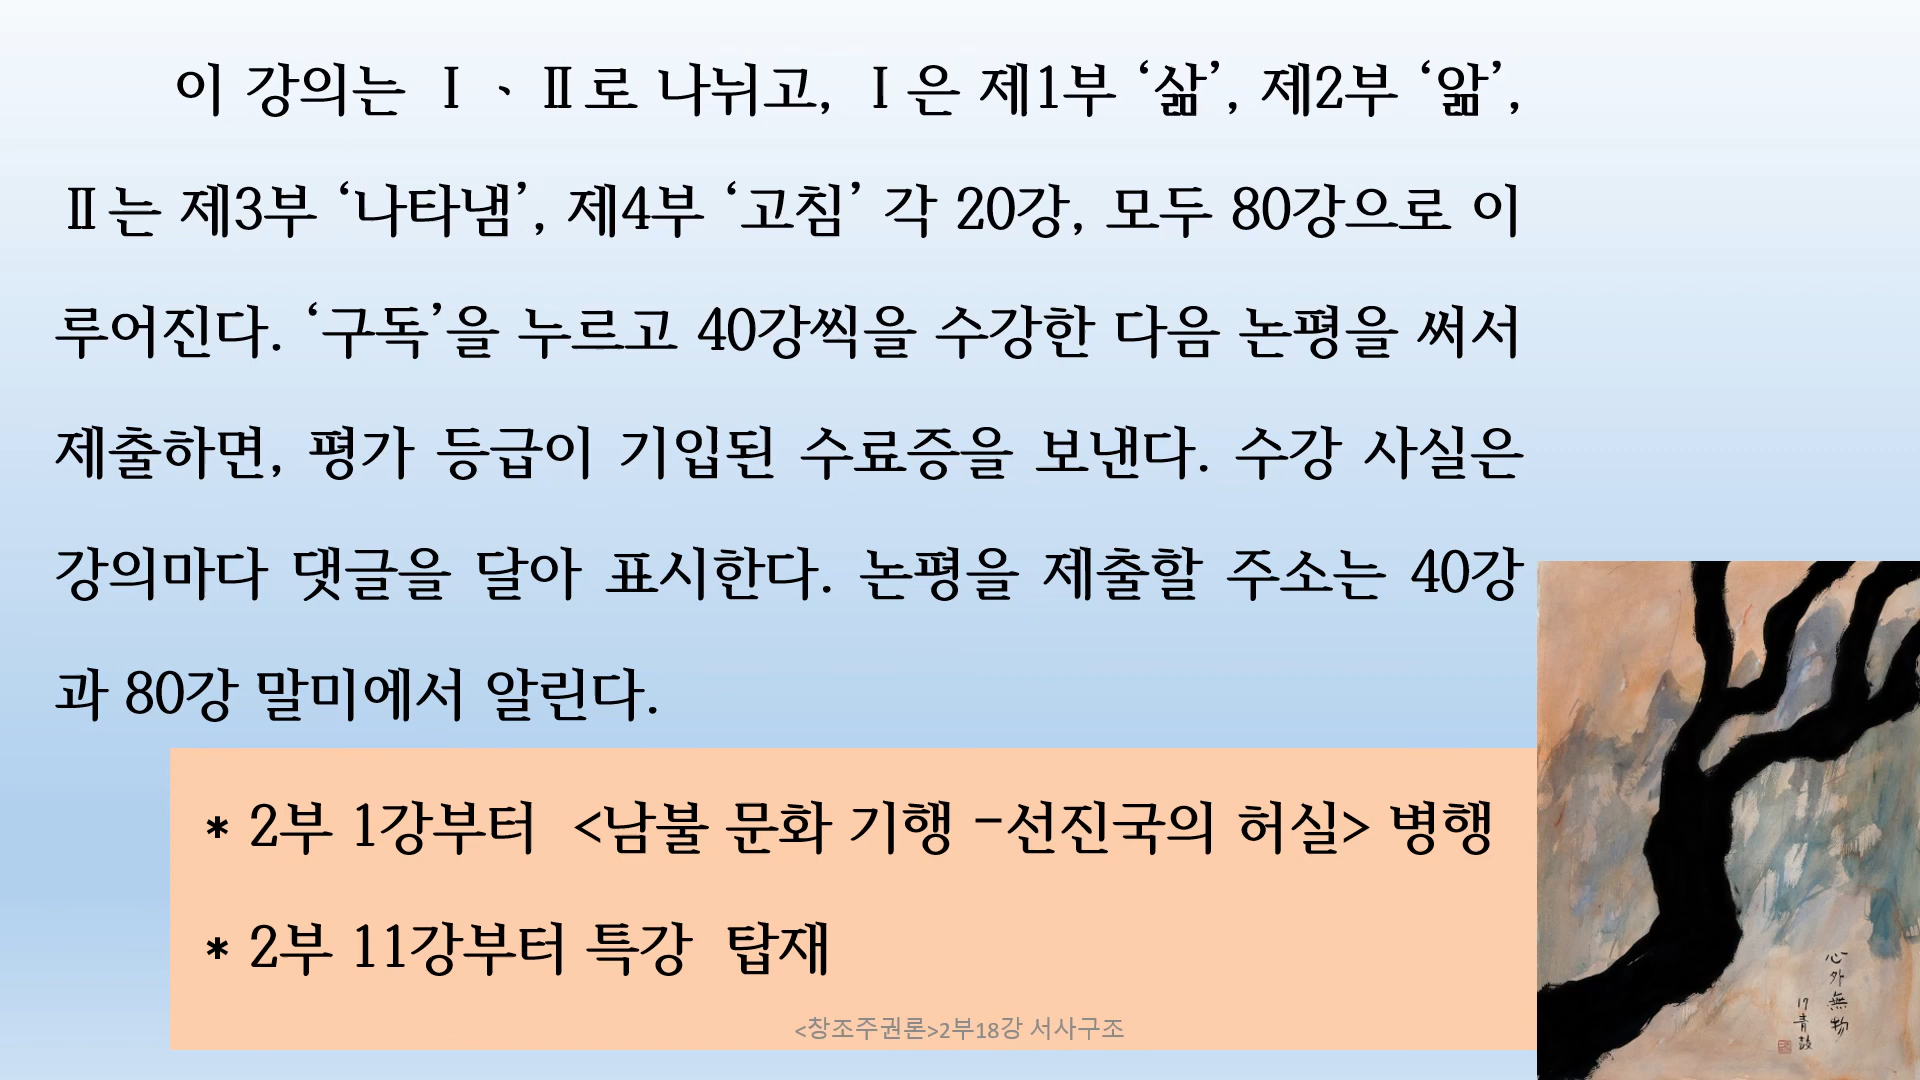 이 강의는 Ⅰ、Ⅱ로 나뉘고, Ⅰ은 제1부 ‘삶’, 제2부 ‘앎’,
Ⅱ는 제3부 ‘나타냄’, 제4부 ‘고침’ 각 20강, 모두 80강으로 이
루어진다. ‘구독’을 누르고 40강씩을 수강한 다음 논평을 써서
제출하면, 평가 등급이 기입된 수료증을 보낸다. 수강 사실은
강의마다 댓글을 달아 표시한다. 논평을 제출할 주소는 40강
과 80강 말미에서 알린다.
* 2부 1강부터 <남불 문화 기행 -선진국의 허실> 병행
* 2부 11강부터 특강 탑재
<창조주권론>2부18강 서사구조
心外無物
17 靑鼓